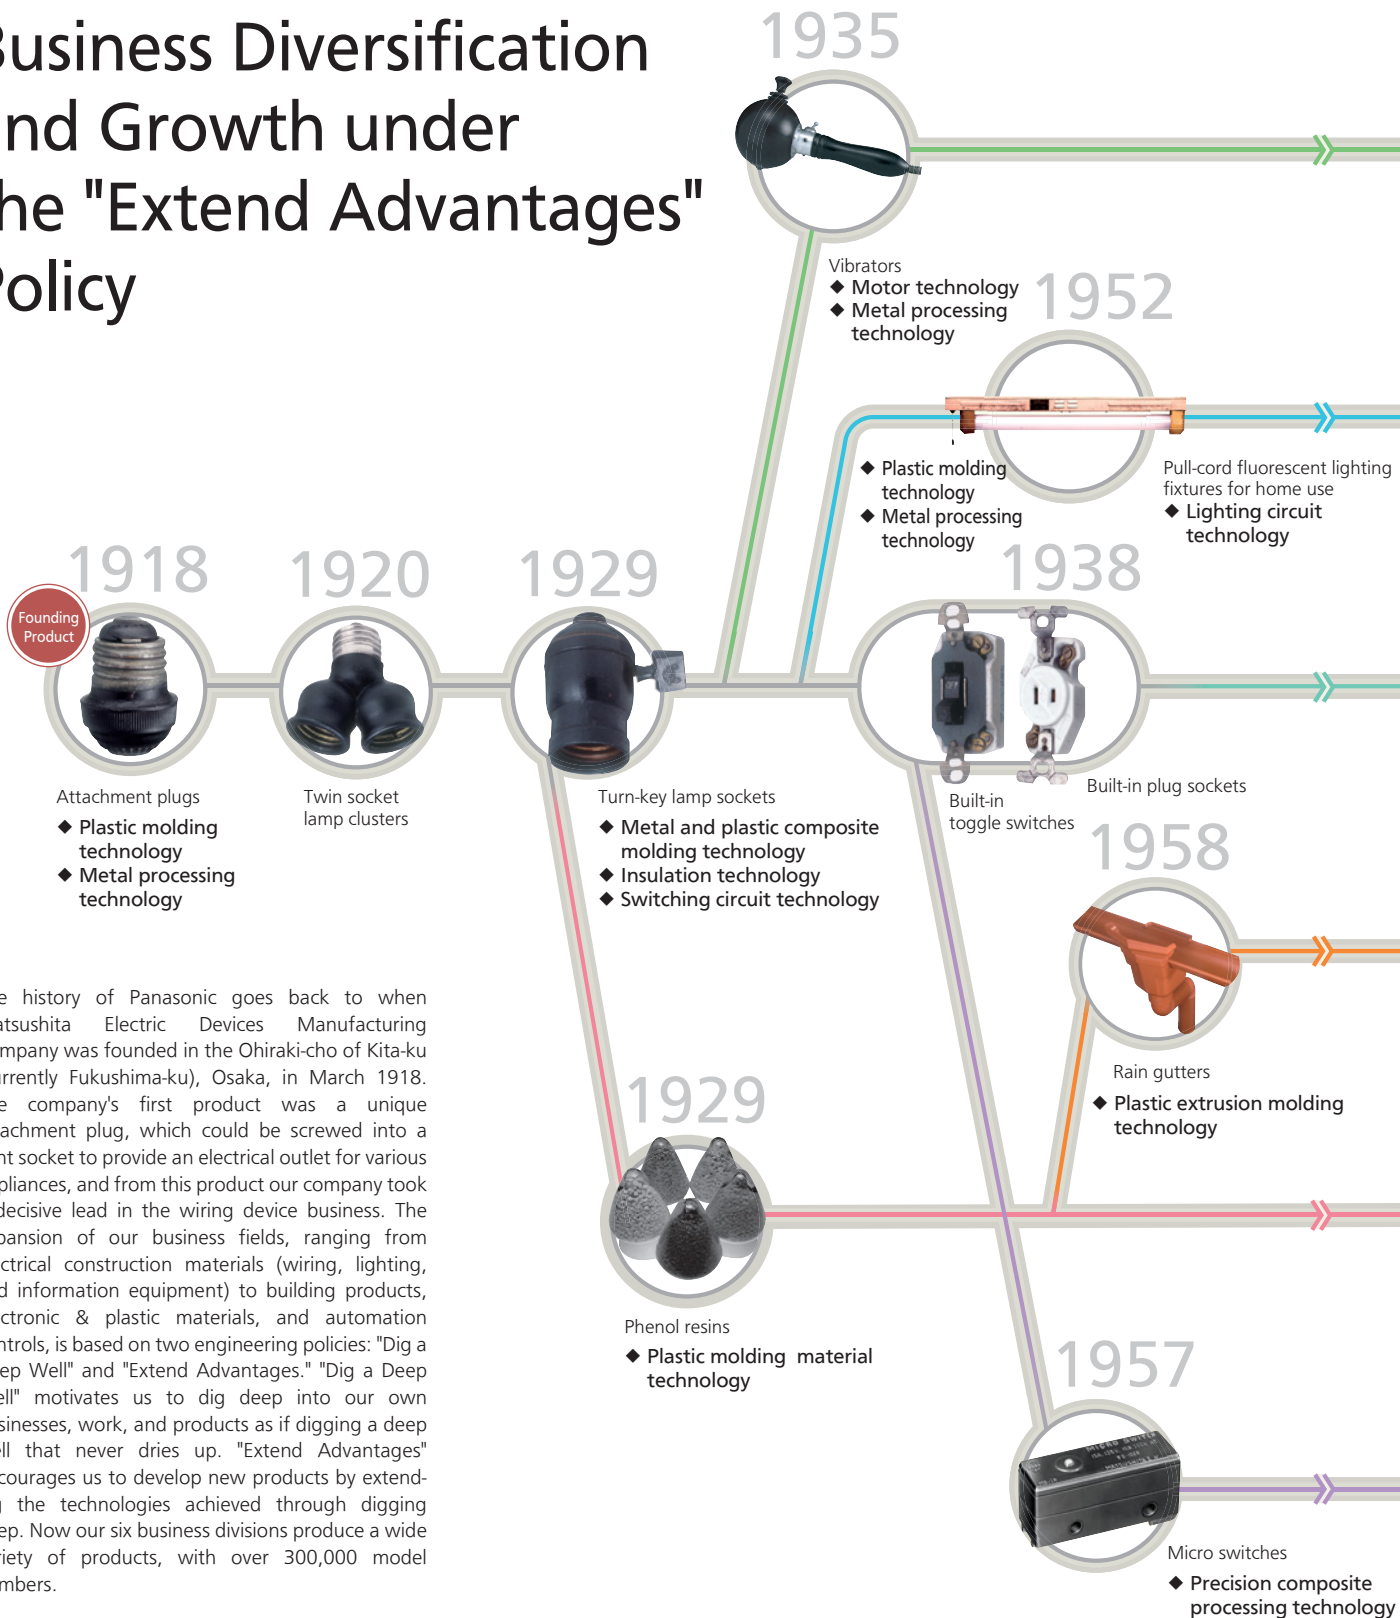 Business Diversification
and Growth under
the "Extend Advantages"
Policy
1935
Vibrators
◆ Motor technology
◆ Metal processing
technology
1952
◆ Plastic molding
technology
◆ Metal processing
technology
Pull-cord fluorescent lighting
fixtures for home use
◆ Lighting circuit
technology
1918
Founding
Product
Attachment plugs
◆ Plastic molding
technology
◆ Metal processing
technology
1920
Twin socket
lamp clusters
1929
Turn-key lamp sockets
◆ Metal and plastic composite
molding technology
◆ Insulation technology
◆ Switching circuit technology
1938
Built-in
toggle switches
Built-in plug sockets
1958
Rain gutters
◆ Plastic extrusion molding
technology
1929
Phenol resins
◆ Plastic molding material
technology
1957
MICRO SWITCH
Micro switches
◆ Precision composite
processing technology
e history of Panasonic goes back to when
atsushita Electric Devices Manufacturing
ompany was founded in the Ohiraki-cho of Kita-ku
urrently Fukushima-ku), Osaka, in March 1918.
e company's first product was a unique
achment plug, which could be screwed into a
ht socket to provide an electrical outlet for various
pliances, and from this product our company took
decisive lead in the wiring device business. The
pansion of our business fields, ranging from
ectrical construction materials (wiring, lighting,
d information equipment) to building products,
ectronic & plastic materials, and automation
ntrols, is based on two engineering policies: "Dig a
ep Well" and "Extend Advantages." "Dig a Deep
ell" motivates us to dig deep into our own
sinesses, work, and products as if digging a deep
ell that never dries up. "Extend Advantages"
courages us to develop new products by extend-
g the technologies achieved through digging
ep. Now our six business divisions produce a wide
riety of products, with over 300,000 model
mbers.